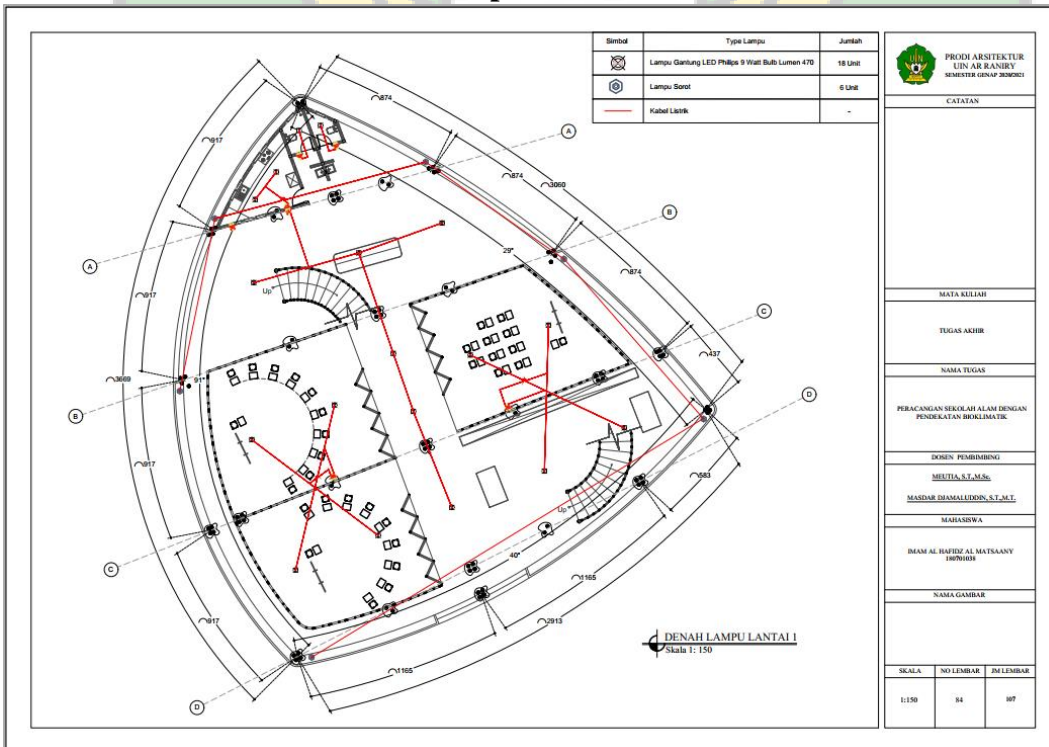 Simbol Type Lampu Jumlah
Lampu Gantung LED Philips 9 Watt Bulb Lumen 470 18 Unit
Lampu Sorot 6 Unit
Kabel Listrik -
874
917
A
874
3060
B
29°
874
A
917
Up
C
437
3669
91°
B
D
917
583
Up
C
40°
1165
917
2913
1165
D
DENAH LAMPU LANTAI 1
Skala 1: 150
UIN
PRODI ARSITEKTUR
UIN AR RANIRY
SEMESTER GENAP 2020/2021
CATATAN
MATA KULIAH
TUGAS AKHIR
NAMA TUGAS
PERACANGAN SEKOLAH ALAM DENGAN
PENDEKATAN BIOKLIMATIK
DOSEN PEMBIMBING
MEUTIA, S.T.,M.Sc.
MASDAR DJAMALUDDIN, S.T.,M.T.
MAHASISWA
IMAM AL HAFIDZ AL MATSAANY
180701038
NAMA GAMBAR
SKALA NO LEMBAR JM LEMBAR
1:150 84 107